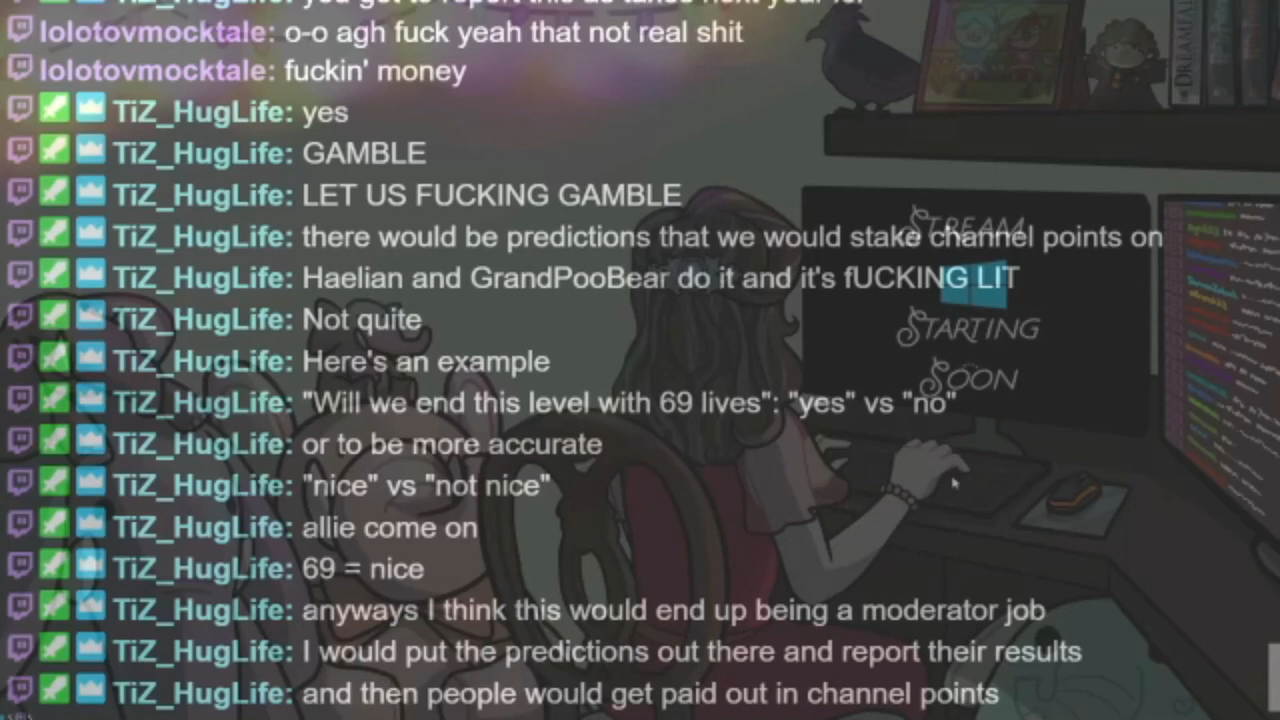 lolotovmocktale: o-o agh fuck yeah that not real shit
lolotovmocktale: fuckin' money
TiZ_HugLife: yes
TiZ_HugLife: GAMBLE
TiZ_HugLife: LET US FUCKING GAMBLE
TiZ_HugLife: there would be predictions that we would stake channel points on
TiZ_HugLife: Haelian and GrandPooBear do it and it's fUCKING LIT
TiZ_HugLife: Not quite
TiZ_HugLife: Here's an example
TiZ_HugLife: "Will we end this level with 69 lives": "yes" vs "no"
TiZ_HugLife: or to be more accurate
TiZ_HugLife: "nice" vs "not nice"
TiZ_HugLife: allie come on
TiZ_HugLife: 69 = nice
TiZ_HugLife: anyways I think this would end up being a moderator job
TiZ_HugLife: I would put the predictions out there and report their results
TiZ_HugLife: and then people would get paid out in channel points
STREAM
STARTING
SOON